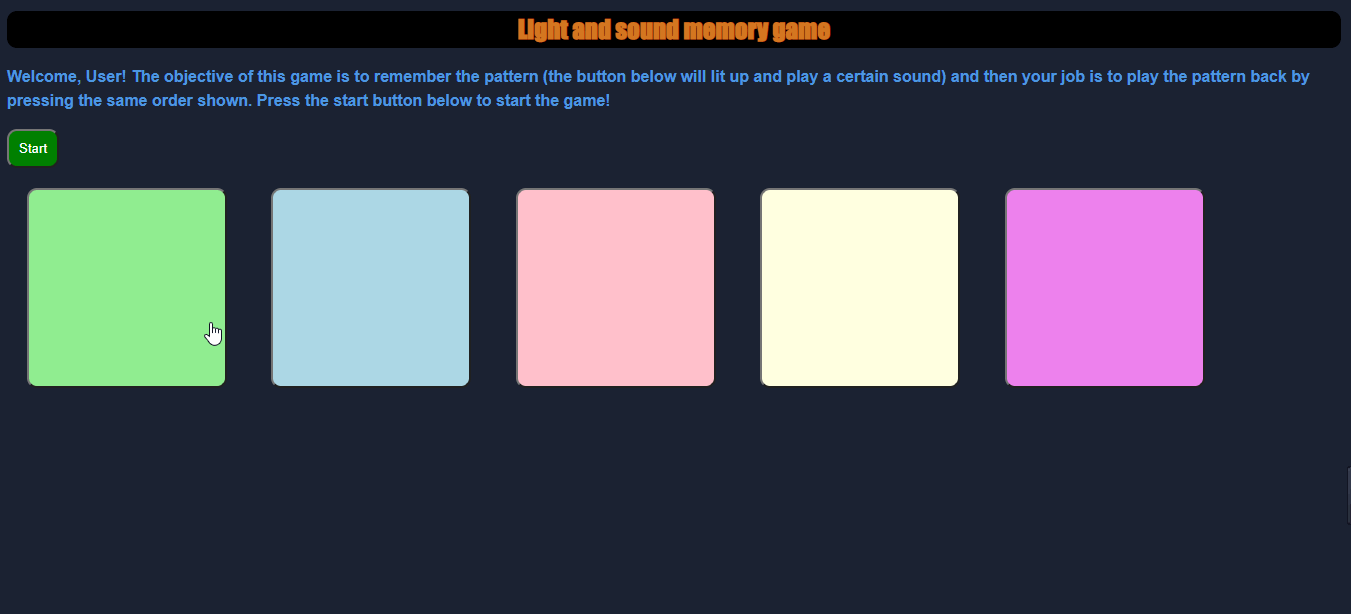 Light and sound memory game
Welcome, User! The objective of this game is to remember the pattern (the button below will lit up and play a certain sound) and then your job is to play the pattern back by
pressing the same order shown. Press the start button below to start the game!
Start